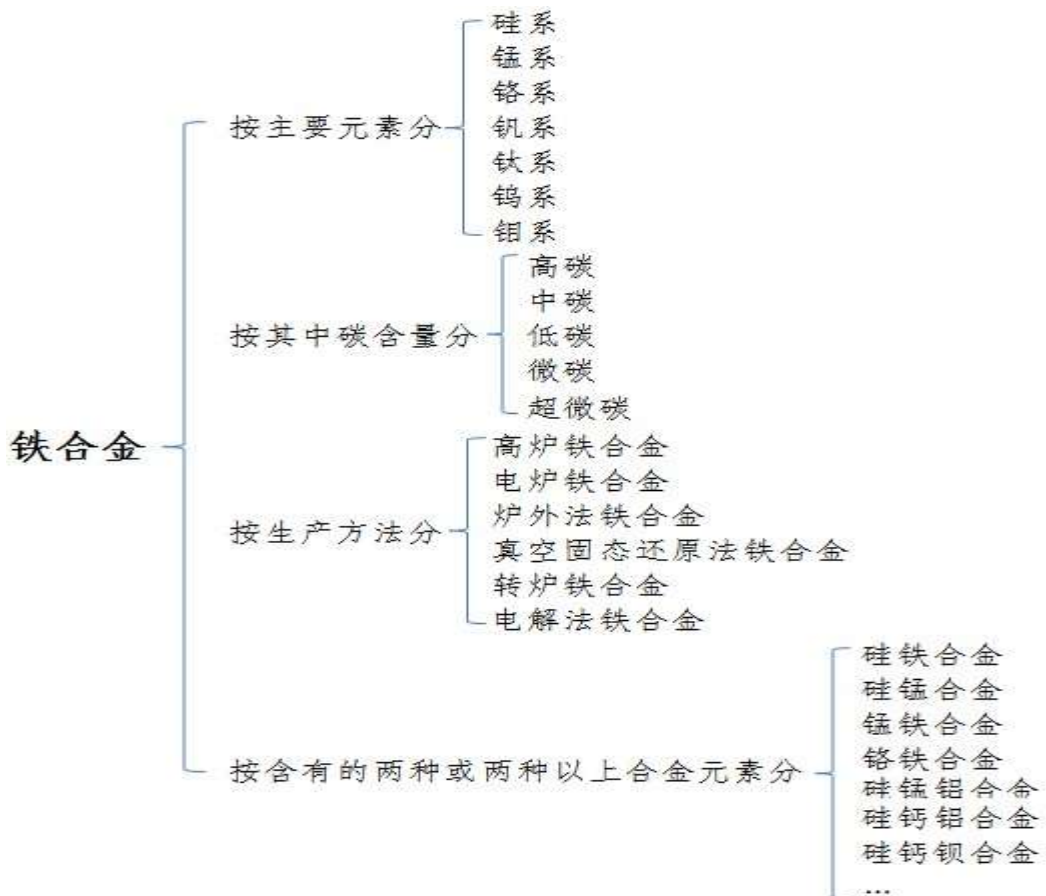 铁合金
按主要元素分
硅系
锰系
铬系
钒系
钛系
钨系
钼系
按其中碳含量分
高碳
中碳
低碳
微碳
超微碳
按生产方法分
高炉铁合金
电炉铁合金
炉外法铁合金
真空固态还原法铁合金
转炉铁合金
电解法铁合金
按含有的两种或两种以上合金元素分
硅铁合金
硅锰合金
锰铁合金
铬铁合金
硅锰铝合金
硅钙铝合金
硅钙钡合金
...